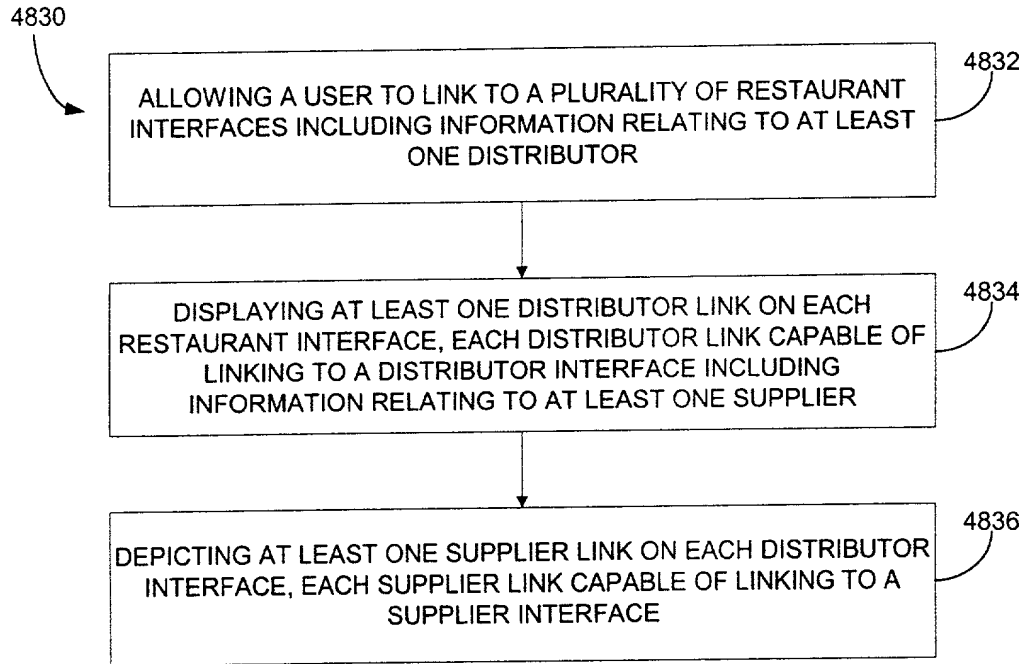 4830
ALLOWING A USER TO LINK TO A PLURALITY OF RESTAURANT
INTERFACES INCLUDING INFORMATION RELATING TO AT LEAST
ONE DISTRIBUTOR
4832
DISPLAYING AT LEAST ONE DISTRIBUTOR LINK ON EACH
RESTAURANT INTERFACE, EACH DISTRIBUTOR LINK CAPABLE OF
LINKING TO A DISTRIBUTOR INTERFACE INCLUDING
INFORMATION RELATING TO AT LEAST ONE SUPPLIER
4834
DEPICTING AT LEAST ONE SUPPLIER LINK ON EACH DISTRIBUTOR
INTERFACE, EACH SUPPLIER LINK CAPABLE OF LINKING TO A
SUPPLIER INTERFACE
4836